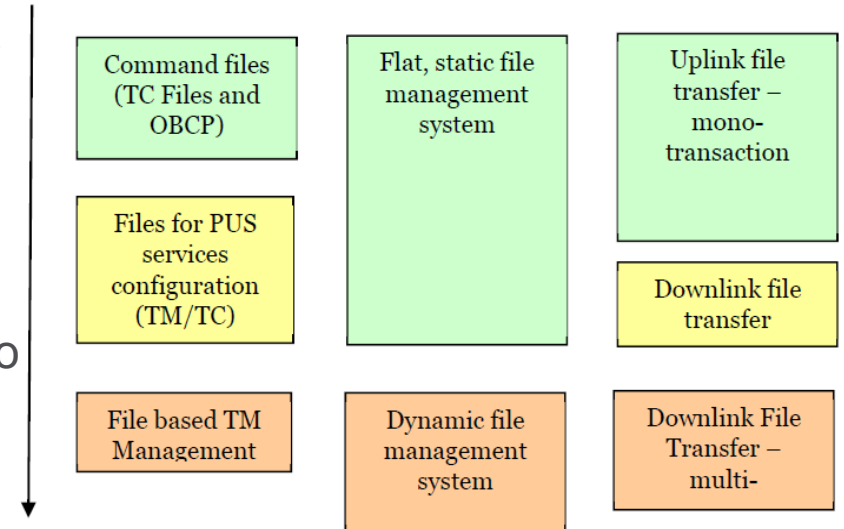 Command files
(TC Files and
OBCP)
Flat, static file
management
system
Uplink file
transfer –
mono-
transaction
Files for PUS
services
configuration
(TM/TC)
Downlink file
transfer
o
File based TM
Management
Dynamic file
management
system
Downlink File
Transfer –
multi-